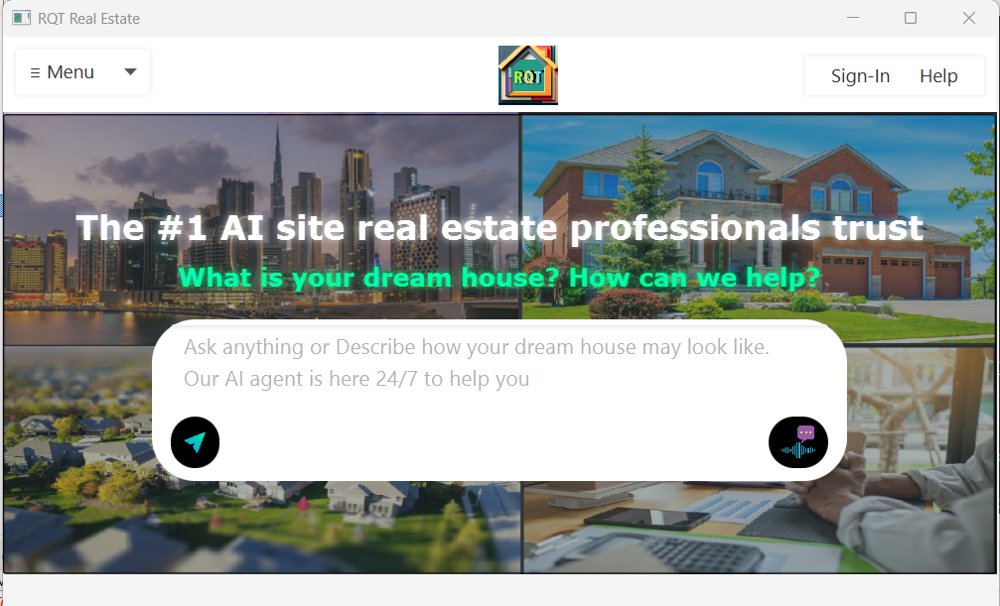 RQT Real Estate
☰ Menu
RQT
Sign-In Help
The #1 AI site real estate professionals trust
What is your dream house? How can we help?
Ask anything or Describe how your dream house may look like.
Our AI agent is here 24/7 to help you